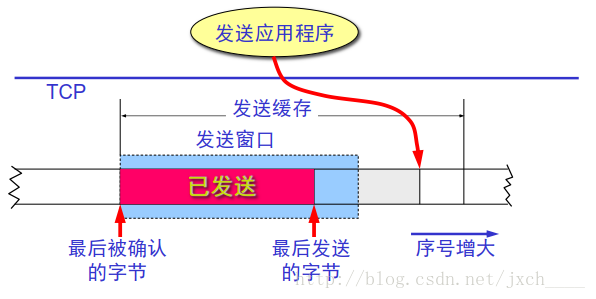 发送应用程序
TCP
发送缓存
发送窗口
已发送
最后被确认
的字节
最后发送
的字节
序号增大
http://blog.csdn.net/jxch____